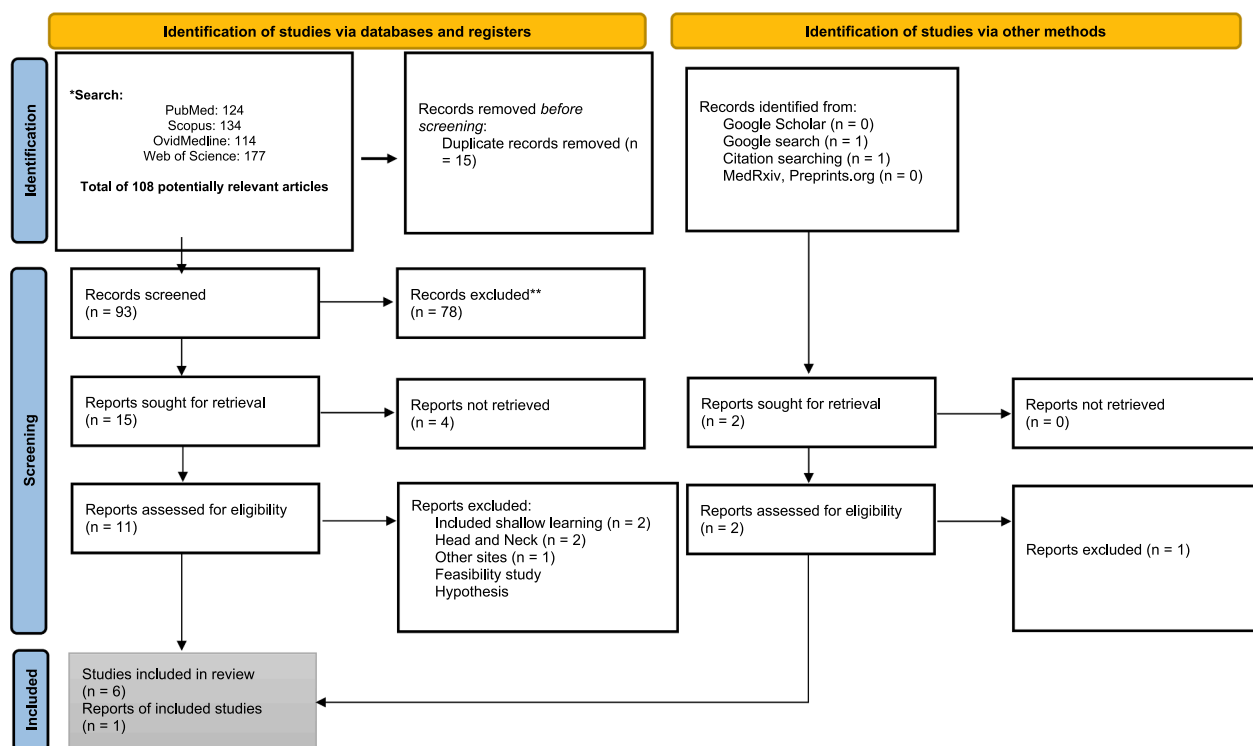 Identification of studies via databases and registers
Identification of studies via other methods
Identification
*Search:
PubMed: 124
Scopus: 134
OvidMedline: 114
Web of Science: 177
Total of 108 potentially relevant articles
Records removed before
screening:
Duplicate records removed (n
= 15)
Records identified from:
Google Scholar (n = 0)
Google search (n = 1)
Citation searching (n = 1)
MedRxiv, Preprints.org (n = 0)
Screening
Records screened
(n = 93)
Records excluded**
(n = 78)
Reports sought for retrieval
(n = 15)
Reports not retrieved
(n = 4)
Reports sought for retrieval
(n = 2)
Reports not retrieved
(n = 0)
Reports assessed for eligibility
(n = 11)
Reports excluded:
Included shallow learning (n = 2)
Head and Neck (n = 2)
Other sites (n = 1)
Feasibility study
Hypothesis
Reports assessed for eligibility
(n = 2)
Reports excluded (n = 1)
Included
Studies included in review
(n = 6)
Reports of included studies
(n = 1)